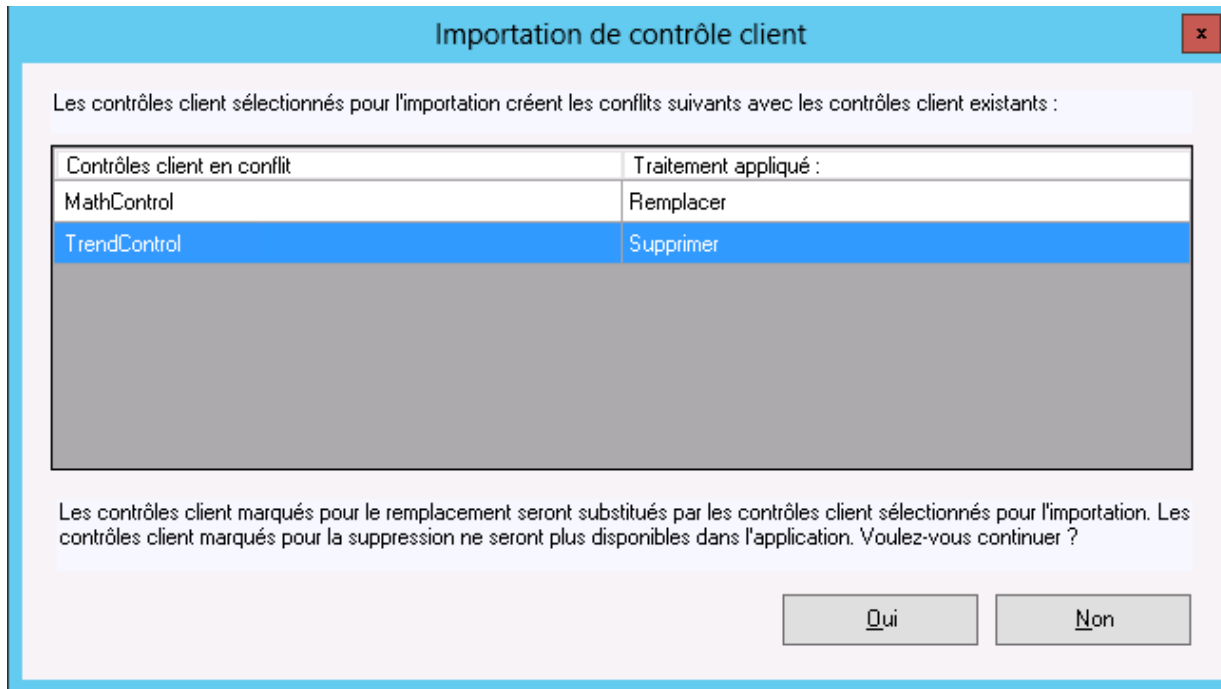 Importation de contrôle client
x
Les contrôles client sélectionnés pour l'importation créent les conflits suivants avec les contrôles client existants :
Contrôles client en conflit Traitement appliqué :
MathControl Remplacer
TrendControl Supprimer
Les contrôles client marqués pour le remplacement seront substitués par les contrôles client sélectionnés pour l'importation. Les
contrôles client marqués pour la suppression ne seront plus disponibles dans l'application. Voulez-vous continuer ?
Oui Non